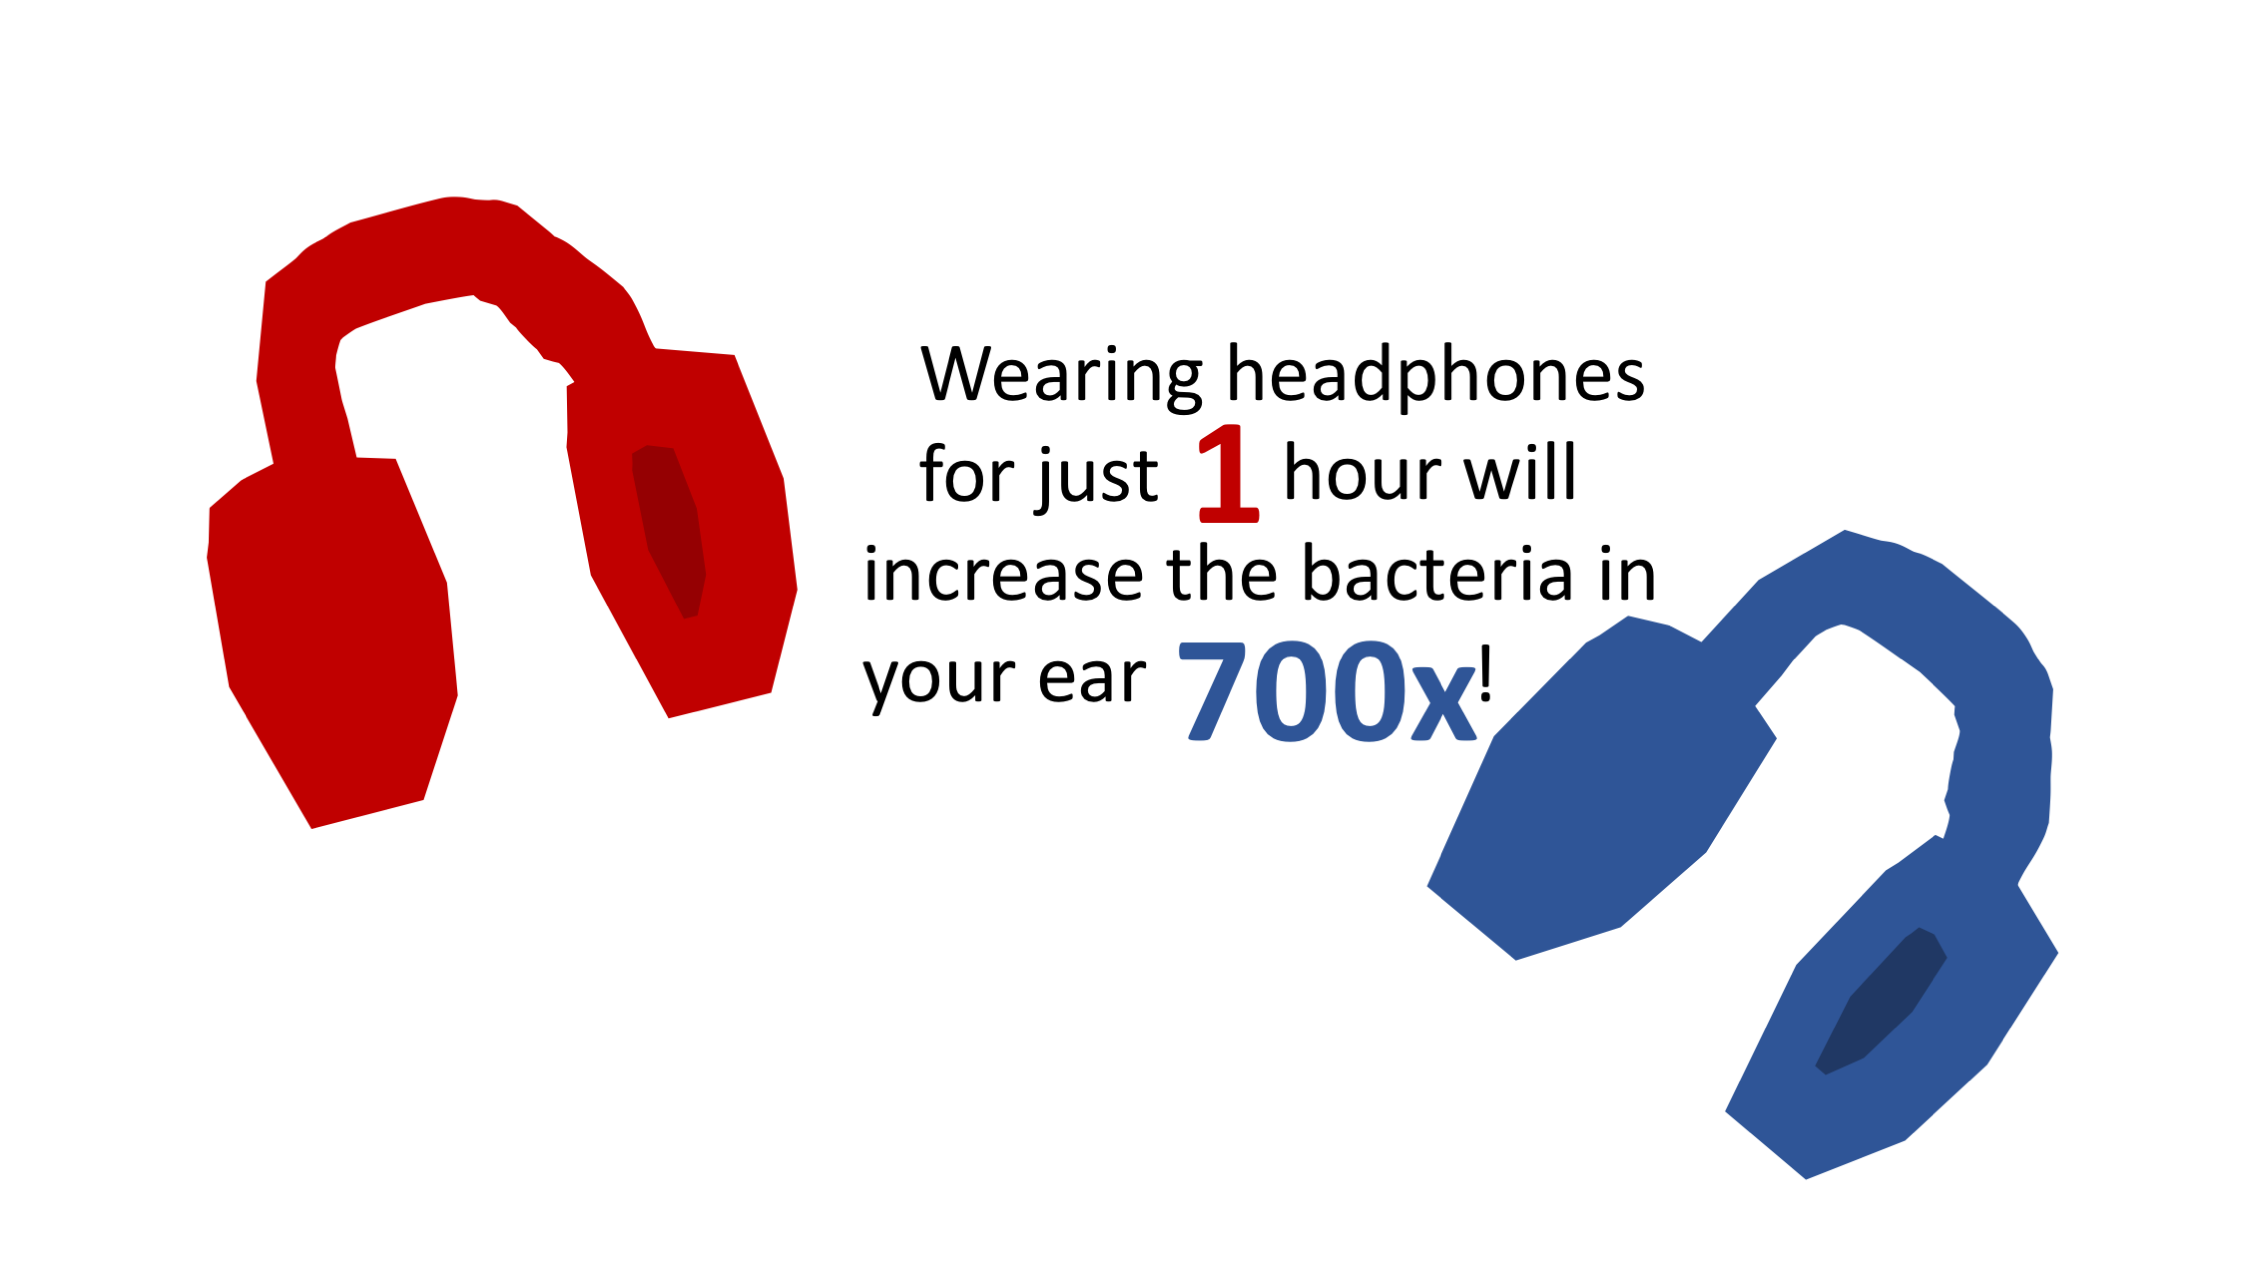 Wearing headphones
for just 1 hour will
increase the bacteria in
your ear 700x!